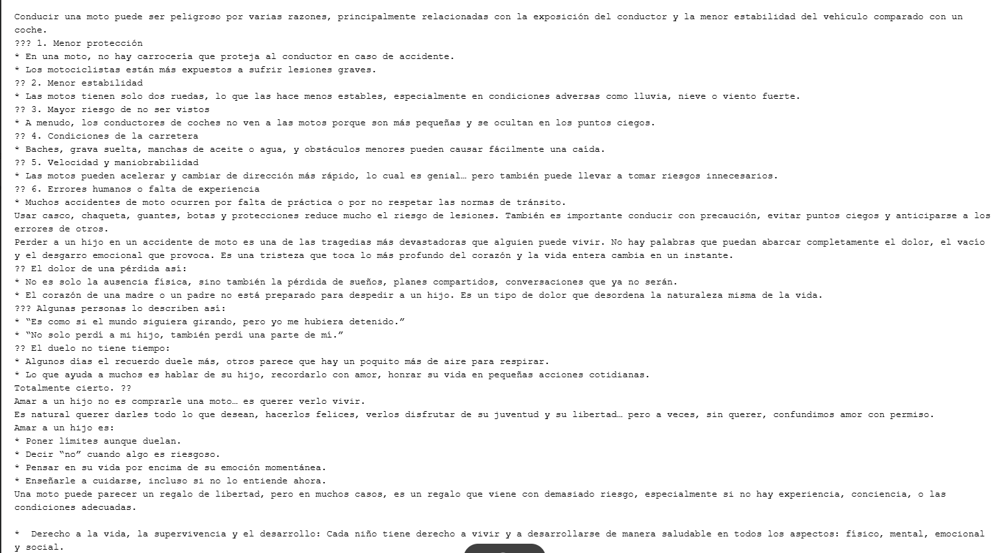 Conducir una moto puede ser peligroso por varias razones, principalmente relacionadas con la exposición del conductor y la menor estabilidad del vehículo comparado con un
coche.
??? 1. Menor protección
* En una moto, no hay carrocería que proteja al conductor en caso de accidente.
* Los motociclistas están más expuestos a sufrir lesiones graves.
?? 2. Menor estabilidad
* Las motos tienen solo dos ruedas, lo que las hace menos estables, especialmente en condiciones adversas como lluvia, nieve o viento fuerte.
?? 3. Mayor riesgo de no ser vistos
* A menudo, los conductores de coches no ven a las motos porque son más pequeñas y se ocultan en los puntos ciegos.
?? 4. Condiciones de la carretera
* Baches, grava suelta, manchas de aceite o agua, y obstáculos menores pueden causar fácilmente una caída.
?? 5. Velocidad y maniobrabilidad
* Las motos pueden acelerar y cambiar de dirección más rápido, lo cual es genial… pero también puede llevar a tomar riesgos innecesarios.
?? 6. Errores humanos o falta de experiencia
* Muchos accidentes de moto ocurren por falta de práctica o por no respetar las normas de tránsito.
Usar casco, chaqueta, guantes, botas y protecciones reduce mucho el riesgo de lesiones. También es importante conducir con precaución, evitar puntos ciegos y anticiparse a los
errores de otros.
Perder a un hijo en un accidente de moto es una de las tragedias más devastadoras que alguien puede vivir. No hay palabras que puedan abarcar completamente el dolor, el vacío
y el desgarro emocional que provoca. Es una tristeza que toca lo más profundo del corazón y la vida entera cambia en un instante.
?? El dolor de una pérdida así:
* No es solo la ausencia física, sino también la pérdida de sueños, planes compartidos, conversaciones que ya no serán.
* El corazón de una madre o un padre no está preparado para despedir a un hijo. Es un tipo de dolor que desordena la naturaleza misma de la vida.
??? Algunas personas lo describen así:
* “Es como si el mundo siguiera girando, pero yo me hubiera detenido.”
* “No solo perdí a mi hijo, también perdí una parte de mí.”
?? El duelo no tiene tiempo:
* Algunos días el recuerdo duele más, otros parece que hay un poquito más de aire para respirar.
* Lo que ayuda a muchos es hablar de su hijo, recordarlo con amor, honrar su vida en pequeñas acciones cotidianas.
Totalmente cierto. ??
Amar a un hijo no es comprarle una moto… es querer verlo vivir.
Es natural querer darles todo lo que desean, hacerlos felices, verlos disfrutar de su juventud y su libertad… pero a veces, sin querer, confundimos amor con permiso.
Amar a un hijo es:
* Poner límites aunque duelan.
* Decir “no” cuando algo es riesgoso.
* Pensar en su vida por encima de su emoción momentánea.
* Enseñarle a cuidarse, incluso si no lo entiende ahora.
Una moto puede parecer un regalo de libertad, pero en muchos casos, es un regalo que viene con demasiado riesgo, especialmente si no hay experiencia, conciencia, o las
condiciones adecuadas.
*  Derecho a la vida, la supervivencia y el desarrollo: Cada niño tiene derecho a vivir y a desarrollarse de manera saludable en todos los aspectos: físico, mental, emocional
y social.